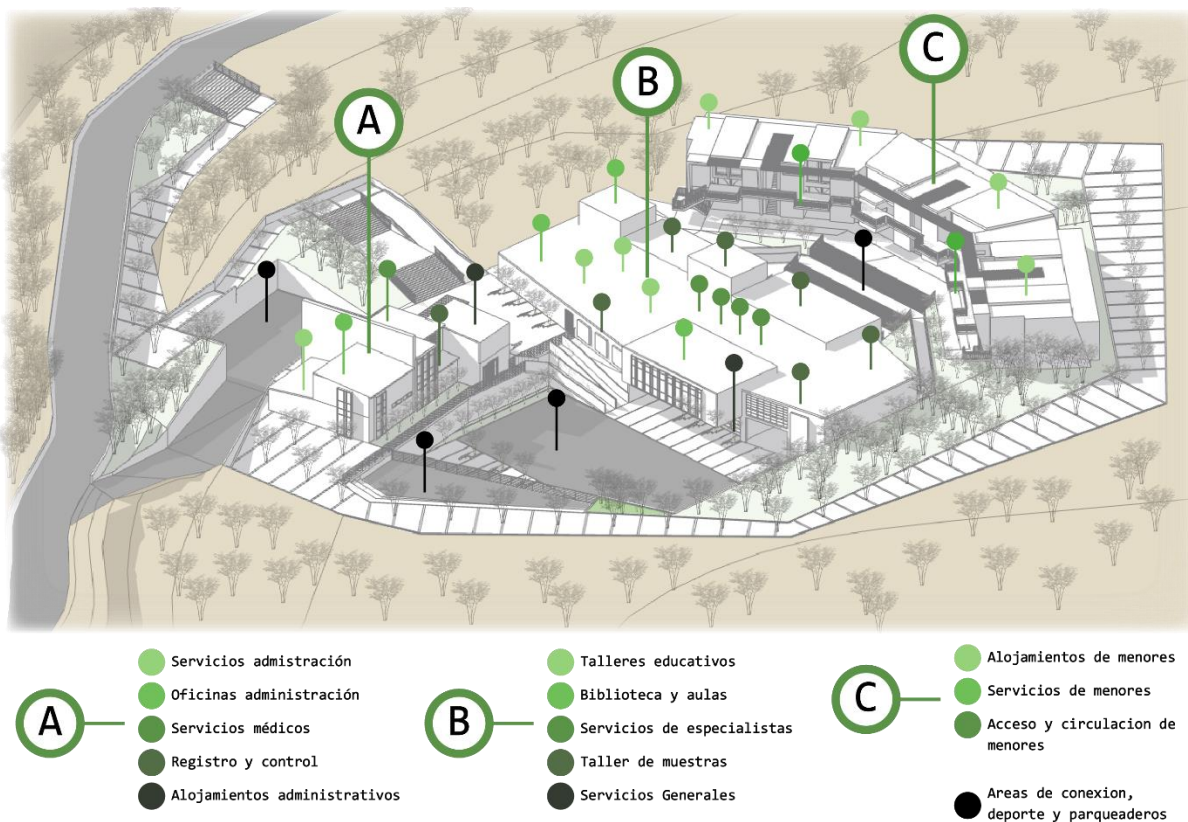 C
B
A
A
Servicios admistración
Oficinas administración
Servicios médicos
Registro y control
Alojamientos administrativos
B
Talleres educativos
Biblioteca y aulas
Servicios de especialistas
Taller de muestras
Servicios Generales
C
Alojamientos de menores
Servicios de menores
Acceso y circulacion de
menores
Areas de conexion,
deporte y parqueaderos